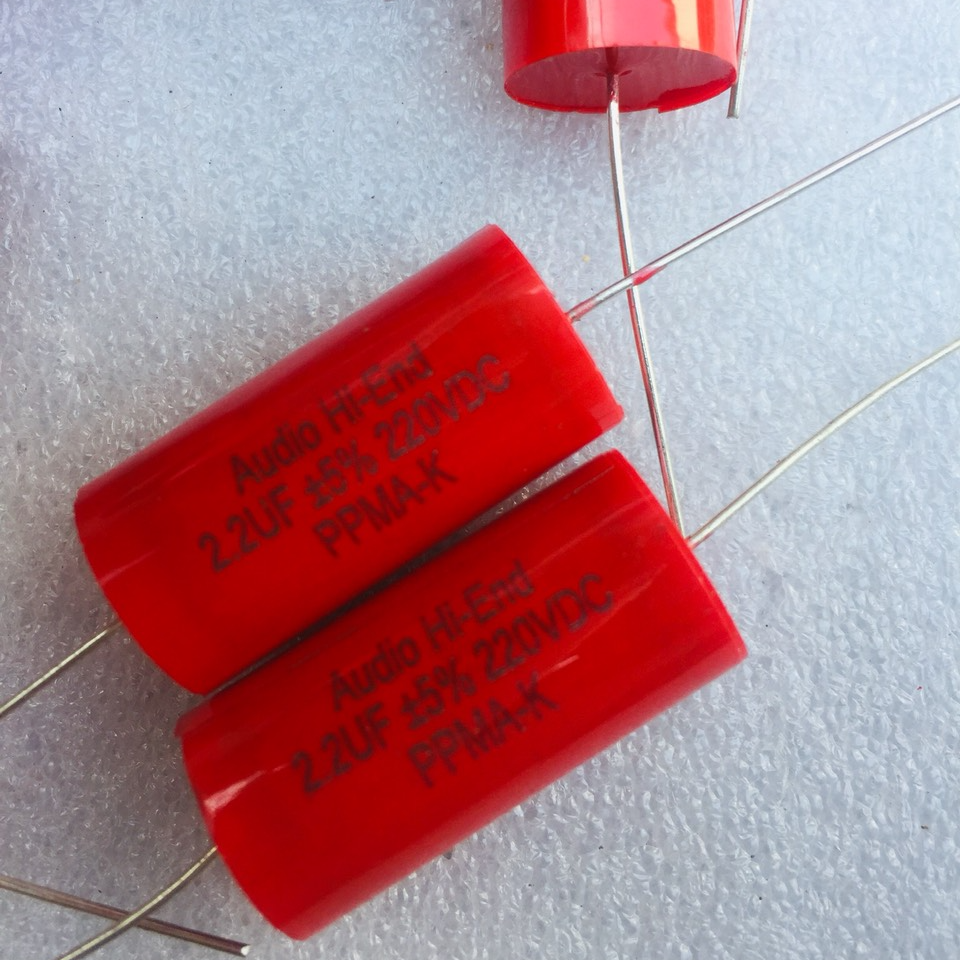 Audio Hi-End
2.2UF ±5% 220VDC
PPMA-K
Audio Hi-End
2.2UF ±5% 220VDC
PPMA-K